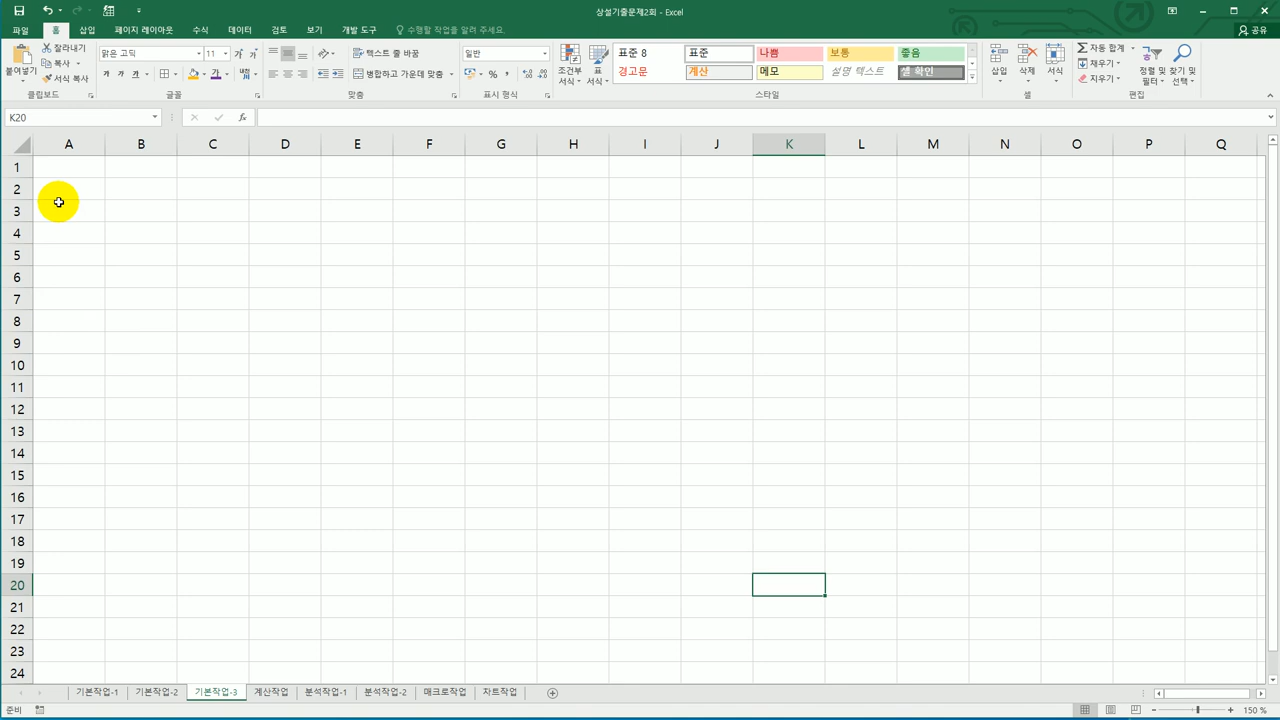 상설기출문제2회 - Excel
파일 홈 삽입 페이지 레이아웃 수식 데이터 검토 보기 개발 도구 수행할 작업을 알려 주세요. 공유
붙여넣기 잘라내기 복사 서식 복사 클립보드
맑은 고딕 11 가 가 가 가 가 글꼴
텍스트 줄 바꿈 병합하고 가운데 맞춤 맞춤
일반 % , 표시 형식
조건부 서식 표 서식 표준 8 표준 나쁨 보통 좋음
경고문 계산 메모 설명 텍스트 셀 확인 스타일
삽입 삭제 서식 셀
자동 합계 채우기 지우기 정렬 및 필터 찾기 및 선택 편집
K20 fx
A B C D E F G H I J K L M N O P Q
1
2
3
4
5
6
7
8
9
10
11
12
13
14
15
16
17
18
19
20
21
22
23
24
기본작업-1 기본작업-2 기본작업-3 계산작업 분석작업-1 분석작업-2 매크로작업 차트작업
준비 150 %